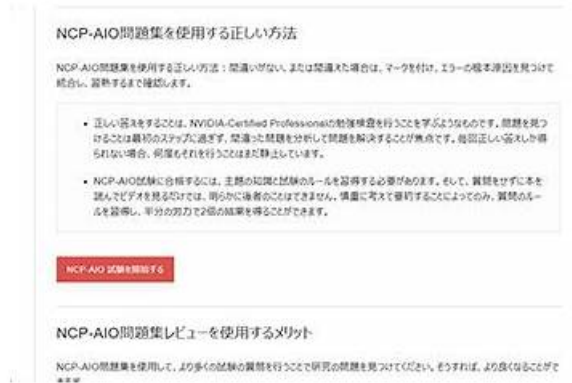 NCP-AIO問題集を使用する正しい方法
NCP-AIO問題集を使用する正しい方法：間違いがない、または間違えた場合は、マークを付け、エラーの根本原因を見つけて
統合し、習熟するまで確認します。
正しい答えをすることは、NVIDIA-Certified Professionalの勉強検査を行うことを学ぶようなものです。問題を見つ
けることは最初のステップに過ぎず、間違った問題を分析して問題を解決することが焦点です。毎回正しい答えしか得
られない場合、何度もそれを行うことはまだ静止しています。
NCP-AIO試験に合格するには、主題の知識と試験のルールを習得する必要があります。そして、質問をせずに本を
読んでビデオを見るだけでは、明らかに後者のことはできません。慎重に考えて要約することによってのみ、質問のルー
ルを習得し、半分の労力で2倍の結果を得ることができます。
NCP-AIO 試験を開始する
NCP-AIO問題集レビューを使用するメリット
NCP-AIO問題集を使用して、より多くの試験の質問を行うことで研究の問題を見つけてください。そうすれば、より良くなることがで